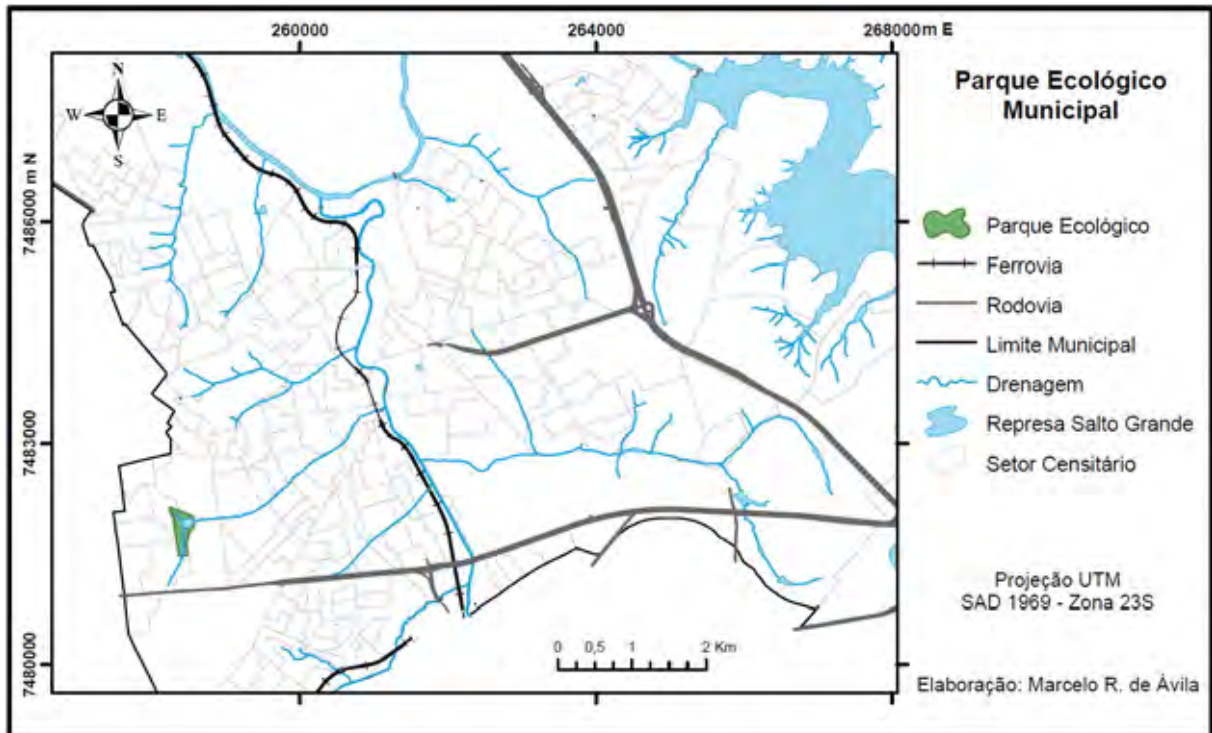 260000
264000
268000 m E
N
W
E
S
7486000 m N
7483000
7480000
0 0,5 1 2 Km
Parque Ecológico
Municipal
Parque Ecológico
Ferrovia
Rodovia
Limite Municipal
Drenagem
Represa Salto Grande
Setor Censitário
Projeção UTM
SAD 1969 - Zona 23S
Elaboração: Marcelo R. de Ávila